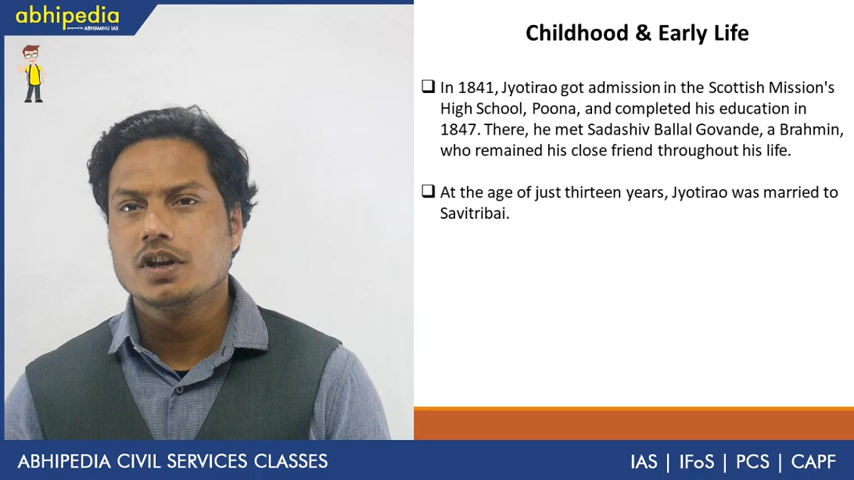 abhipedia
powered by ABHIMANU IAS
Childhood & Early Life
❑ In 1841, Jyotirao got admission in the Scottish Mission's
High School, Poona, and completed his education in
1847. There, he met Sadashiv Ballal Govande, a Brahmin,
who remained his close friend throughout his life.
❑ At the age of just thirteen years, Jyotirao was married to
Savitribai.
ABHIPEDIA CIVIL SERVICES CLASSES
IAS | IFoS | PCS | CAPF